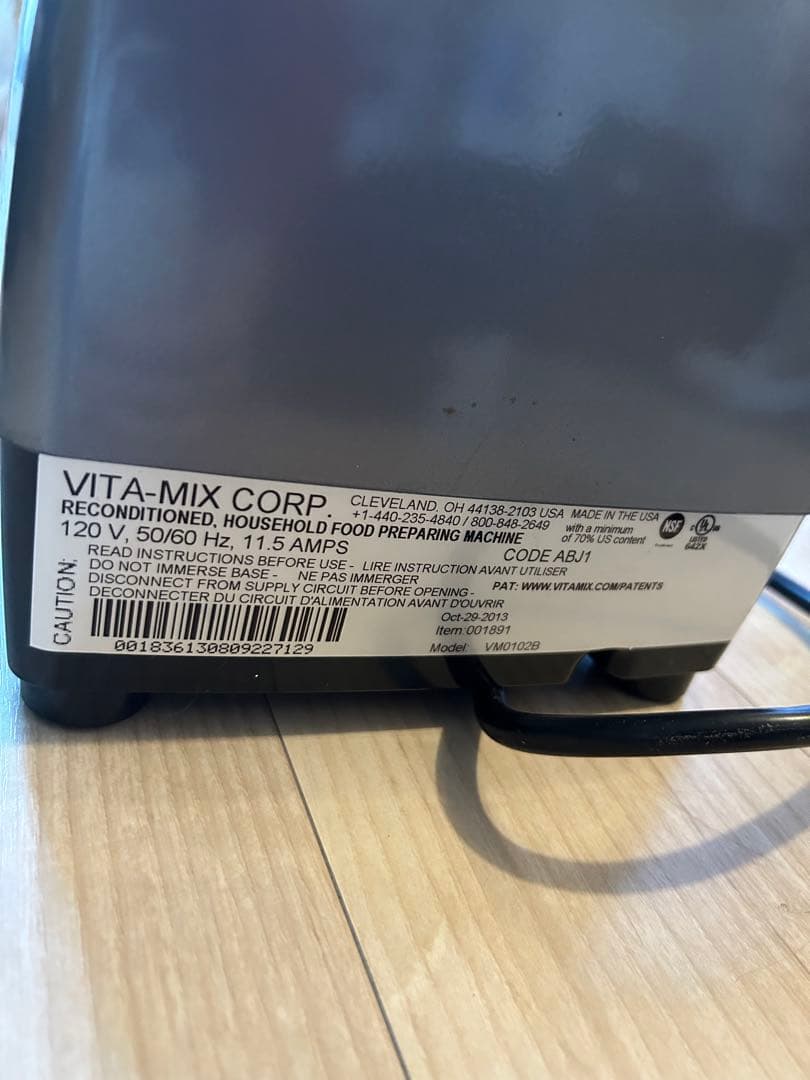 VITA-MIX CORP.
CLEVELAND, OH 44138-2103 USA MADE IN THE USA
+1-440-235-4840 / 800-848-2649 with a minimum
of 70% US content
RECONDITIONED, HOUSEHOLD FOOD PREPARING MACHINE
120 V, 50/60 Hz, 11.5 AMPS
CODE ABJ1
NSF
c UL us
LISTED
642X
CAUTION:
READ INSTRUCTIONS BEFORE USE - LIRE INSTRUCTION AVANT UTILISER
DO NOT IMMERSE BASE - NE PAS IMMERGER
DISCONNECT FROM SUPPLY CIRCUIT BEFORE OPENING -
DECONNECTER DU CIRCUIT D'ALIMENTATION AVANT D'OUVRIR
PAT: WWW.VITAMIX.COM/PATENTS
Oct-29-2013
Item: 001891
Model: VM0102B
001836130809227129